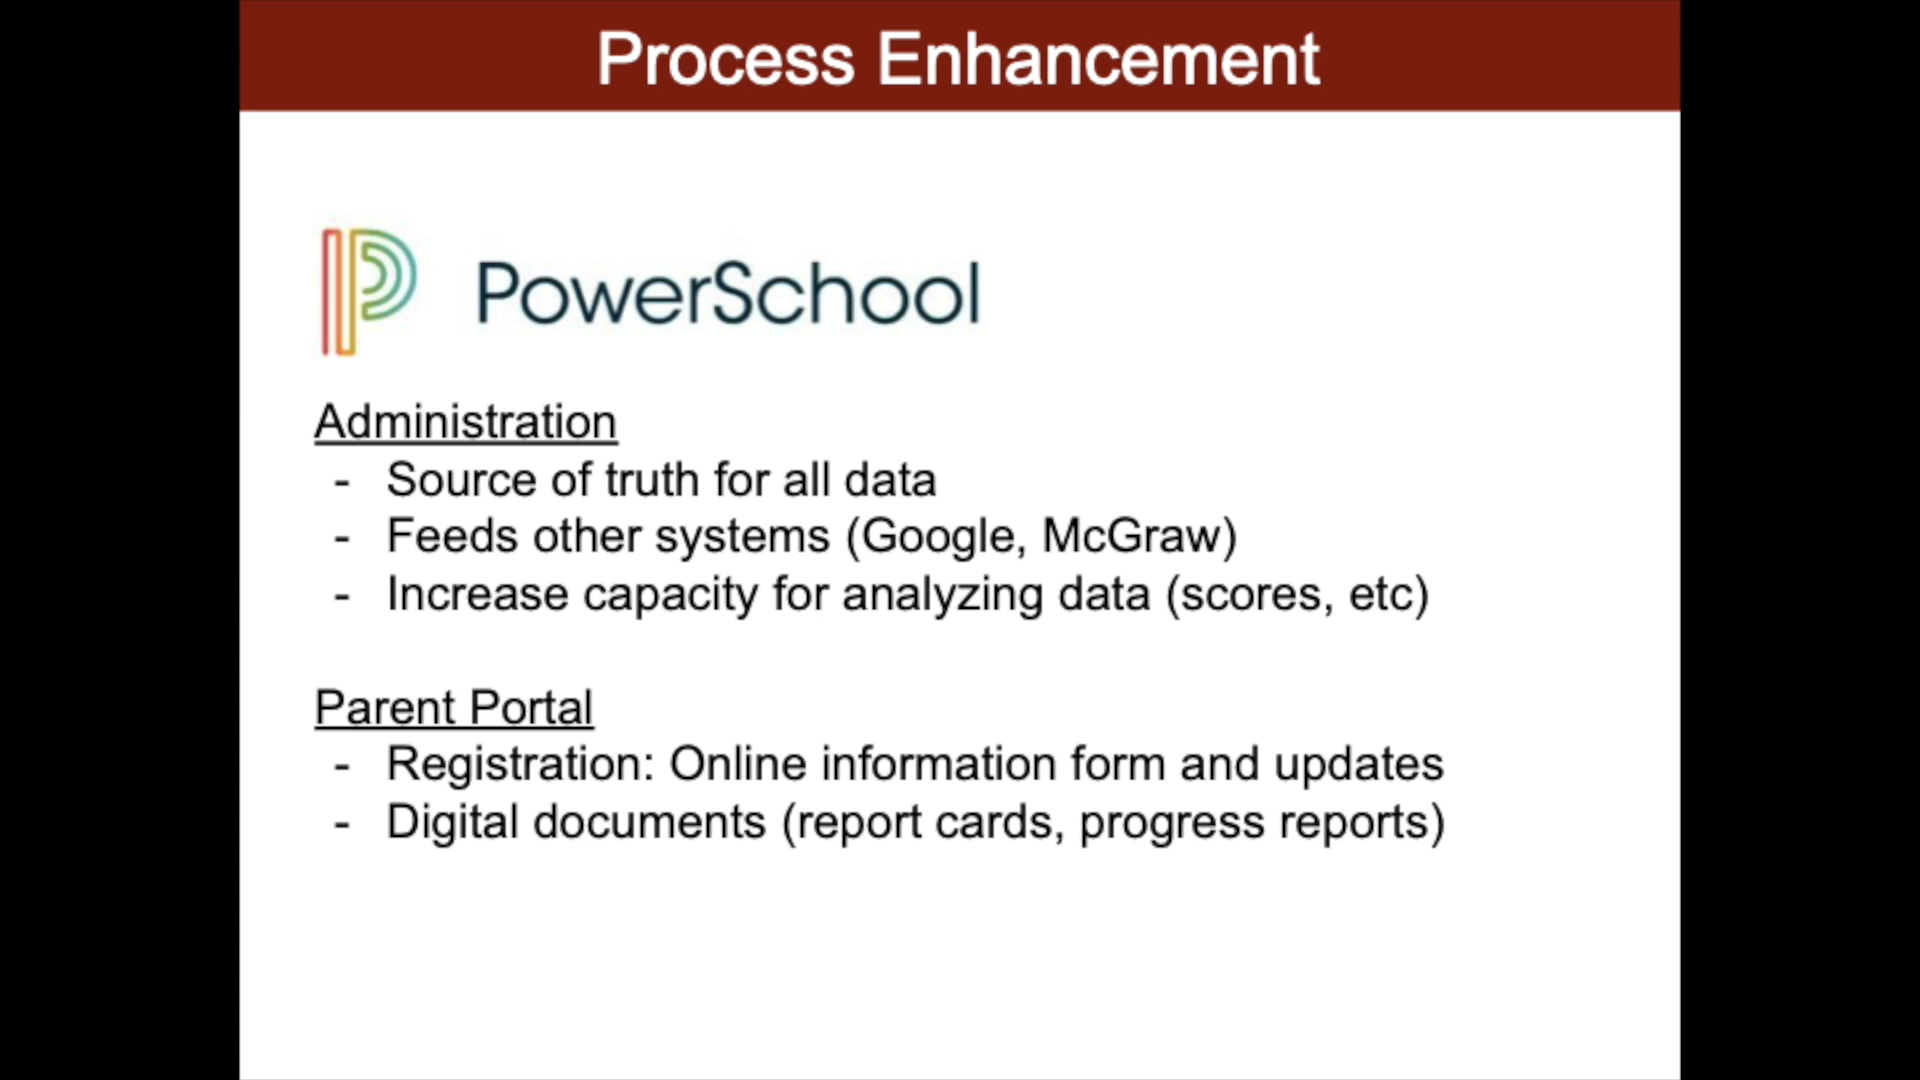 Process Enhancement
PowerSchool
Administration
- Source of truth for all data
- Feeds other systems (Google, McGraw)
- Increase capacity for analyzing data (scores, etc)
Parent Portal
- Registration: Online information form and updates
- Digital documents (report cards, progress reports)